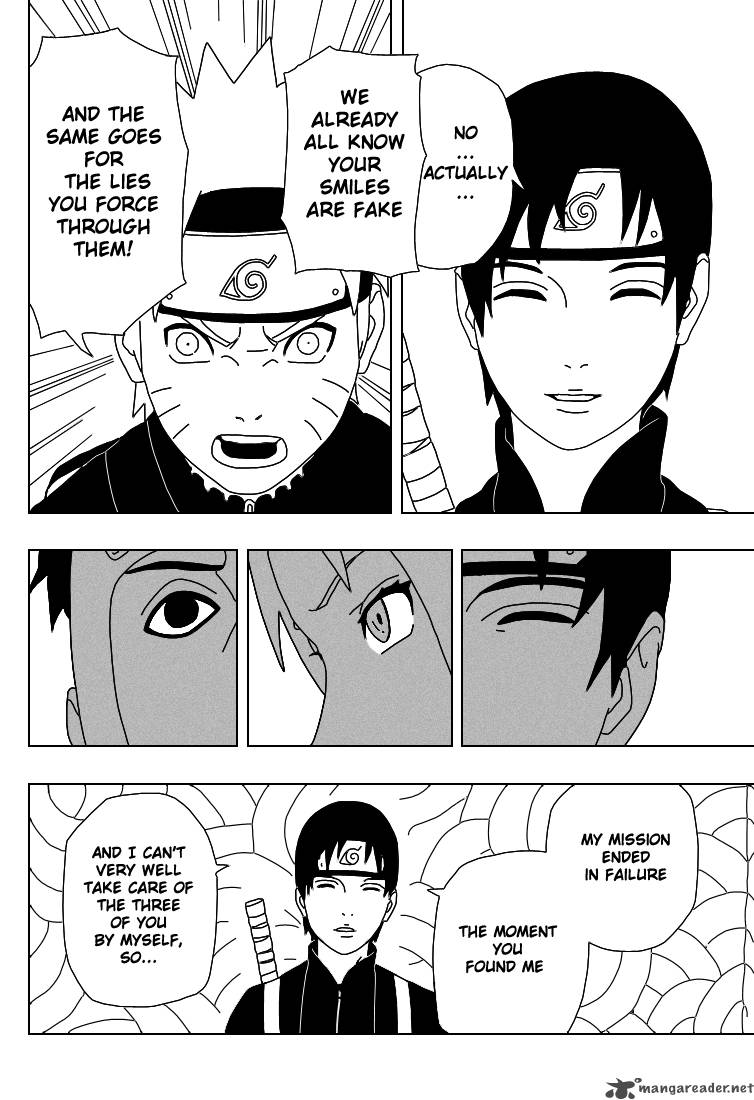 NO
...
ACTUALLY
...
WE
ALREADY
ALL KNOW
YOUR
SMILES
ARE FAKE
AND THE
SAME GOES
FOR
THE LIES
YOU FORCE
THROUGH
THEM!
MY MISSION
ENDED
IN FAILURE
THE MOMENT
YOU
FOUND ME
AND I CAN'T
VERY WELL
TAKE CARE OF
THE THREE
OF YOU
BY MYSELF,
SO...
mangareader.net